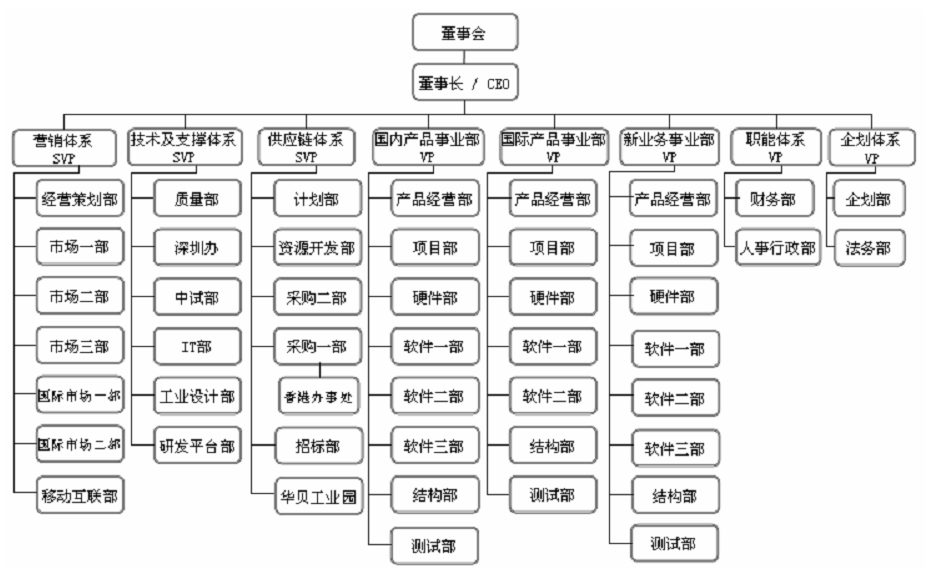 董事会
董事长 / CEO
营销体系
SVP
技术及支撑体系
SVP
供应链体系
SVP
国内产品事业部
VP
国际产品事业部
VP
新业务事业部
VP
职能体系
VP
企划体系
VP
经营策划部
市场一部
市场二部
市场三部
国际市场一部
国际市场二部
移动互联部
质量部
深圳办
中试部
IT部
工业设计部
研发平台部
计划部
资源开发部
采购二部
采购一部
香港办事处
招标部
华贝工业园
产品经营部
项目部
硬件部
软件一部
软件二部
软件三部
结构部
测试部
产品经营部
项目部
硬件部
软件一部
软件二部
结构部
测试部
产品经营部
项目部
硬件部
软件一部
软件二部
软件三部
结构部
测试部
财务部
人事行政部
企划部
法务部